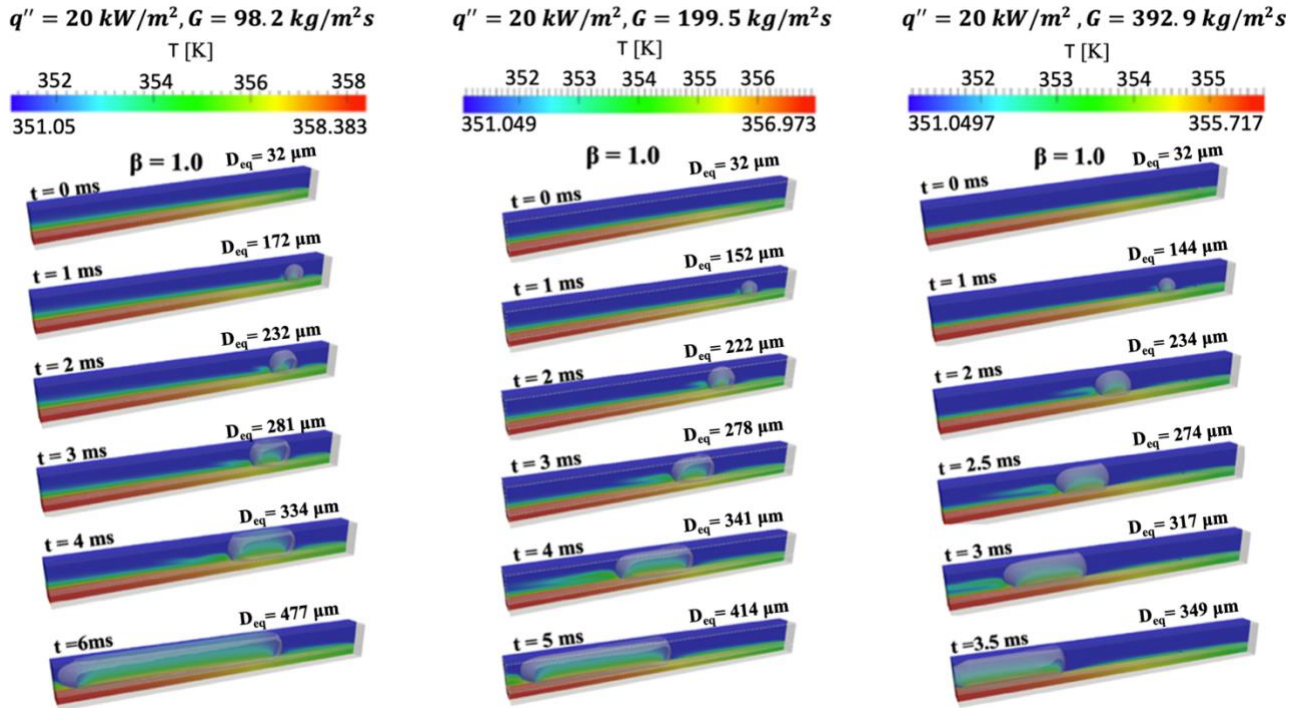 q″ = 20 kW/m², G = 98.2 kg/m²s
T [K]
352 354 356 358
351.05 358.383
β = 1.0
D_eq= 32 μm
t = 0 ms
D_eq= 172 μm
t = 1 ms
D_eq= 232 μm
t = 2 ms
D_eq= 281 μm
t = 3 ms
D_eq= 334 μm
t = 4 ms
D_eq= 477 μm
t =6ms
q″ = 20 kW/m² , G = 199.5 kg/m²s
T [K]
352 353 354 355 356
351.049 356.973
β = 1.0
D_eq= 32 μm
t = 0 ms
D_eq= 152 μm
t = 1 ms
D_eq= 222 μm
t = 2 ms
D_eq= 278 μm
t = 3 ms
D_eq= 341 μm
t = 4 ms
D_eq= 414 μm
t = 5 ms
q″ = 20 kW/m² , G = 392.9 kg/m²s
T [K]
352 353 354 355
351.0497 355.717
β = 1.0
D_eq= 32 μm
t = 0 ms
D_eq= 144 μm
t = 1 ms
D_eq= 234 μm
t = 2 ms
D_eq= 274 μm
t = 2.5 ms
D_eq= 317 μm
t = 3 ms
D_eq= 349 μm
t =3.5 ms